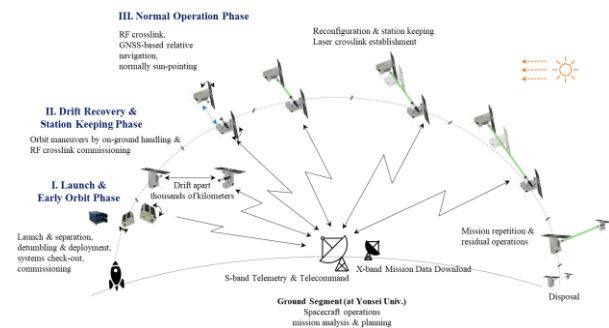 III. Normal Operation Phase
RF crosslink,
GNSS-based relative
navigation,
normally sun-pointing
Reconfiguration & station keeping
Laser crosslink establishment
II. Drift Recovery &
Station Keeping Phase
Orbit maneuvers by on-ground handling &
RF crosslink commissioning
I. Launch &
Early Orbit Phase
Drift apart
thousands of kilometers
Launch & separation,
detumbling & deployment,
systems check-out,
commissioning
Mission repetition &
residual operations
S-band Telemetry & Telecommand
X-band Mission Data Download
Disposal
Ground Segment (at Yonsei Univ.)
Spacecraft operations
mission analysis & planning